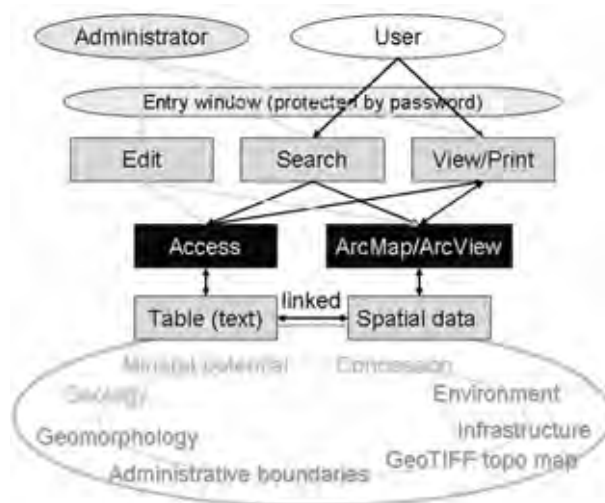 Administrator
User
Entry window (protected by password)
Edit
Search
View/Print
Access
ArcMap/ArcView
linked
Table (text)
Spatial data
Mineral potential
Concession
Geology
Environment
Geomorphology
Infrastructure
GeoTIFF topo map
Administrative boundaries